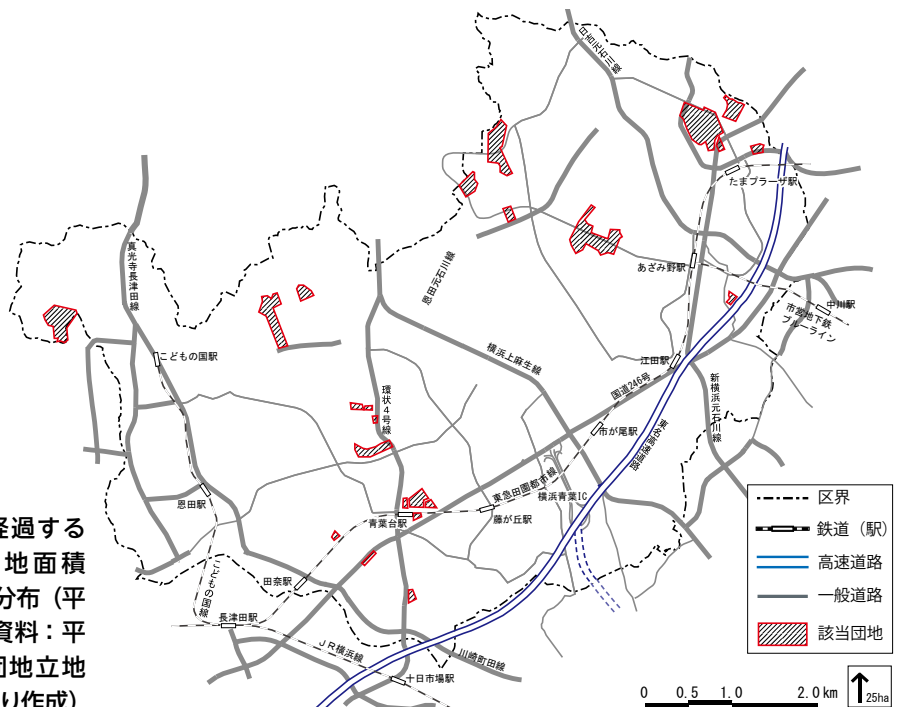 日吉元石川線
たまプラーザ駅
あざみ野駅
中川駅
市営地下鉄
ブルーライン
真光寺長津田線
恩田元石川線
こどもの国駅
横浜上麻生線
江田駅
国道246号
新横浜元石川線
環状4号線
市が尾駅
東名高速道路
東急田園都市線
横浜青葉IC
恩田駅
青葉台駅
藤が丘駅
田奈駅
こどもの国線
長津田駅
JR横浜線
川崎町田線
十日市場駅
経過する
地面積
分布(平
資料:平
団地立地
り作成)
区界
鉄道(駅)
高速道路
一般道路
該当団地
0 0.5 1.0 2.0km
25ha